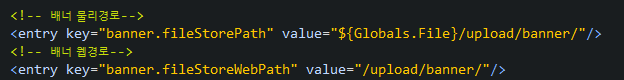 <!-- 배너 물리경로-->
<entry key="banner.fileStorePath" value="${Globals.File}/upload/banner/"/>
<!-- 배너 웹경로-->
<entry key="banner.fileStoreWebPath" value="/upload/banner/"/>